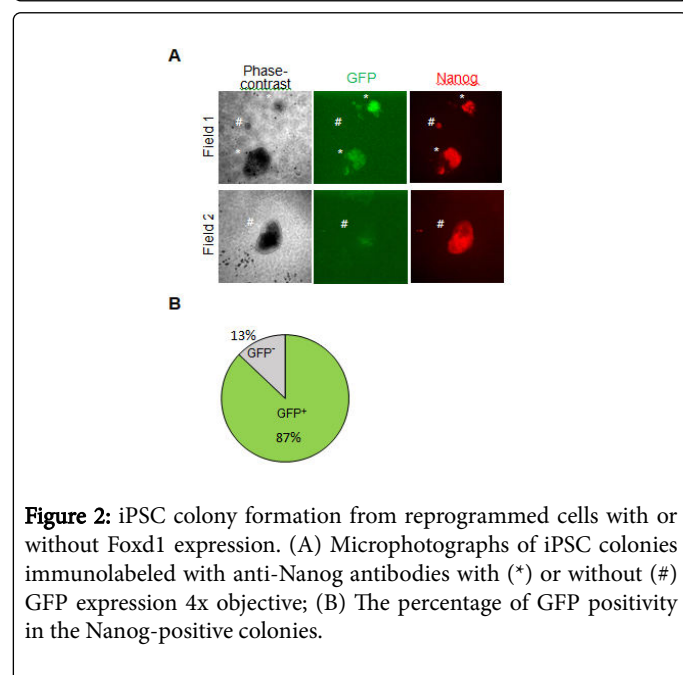 A
Phase-
contrast
GFP
Nanog
Field 1
*
#
*
*
#
*
*
#
*
Field 2
#
#
#
B
13%
GFP-
GFP+
87%
Figure 2: iPSC colony formation from reprogrammed cells with or
without Foxd1 expression. (A) Microphotographs of iPSC colonies
immunolabeled with anti-Nanog antibodies with (*) or without (#)
GFP expression 4x objective; (B) The percentage of GFP positivity
in the Nanog-positive colonies.